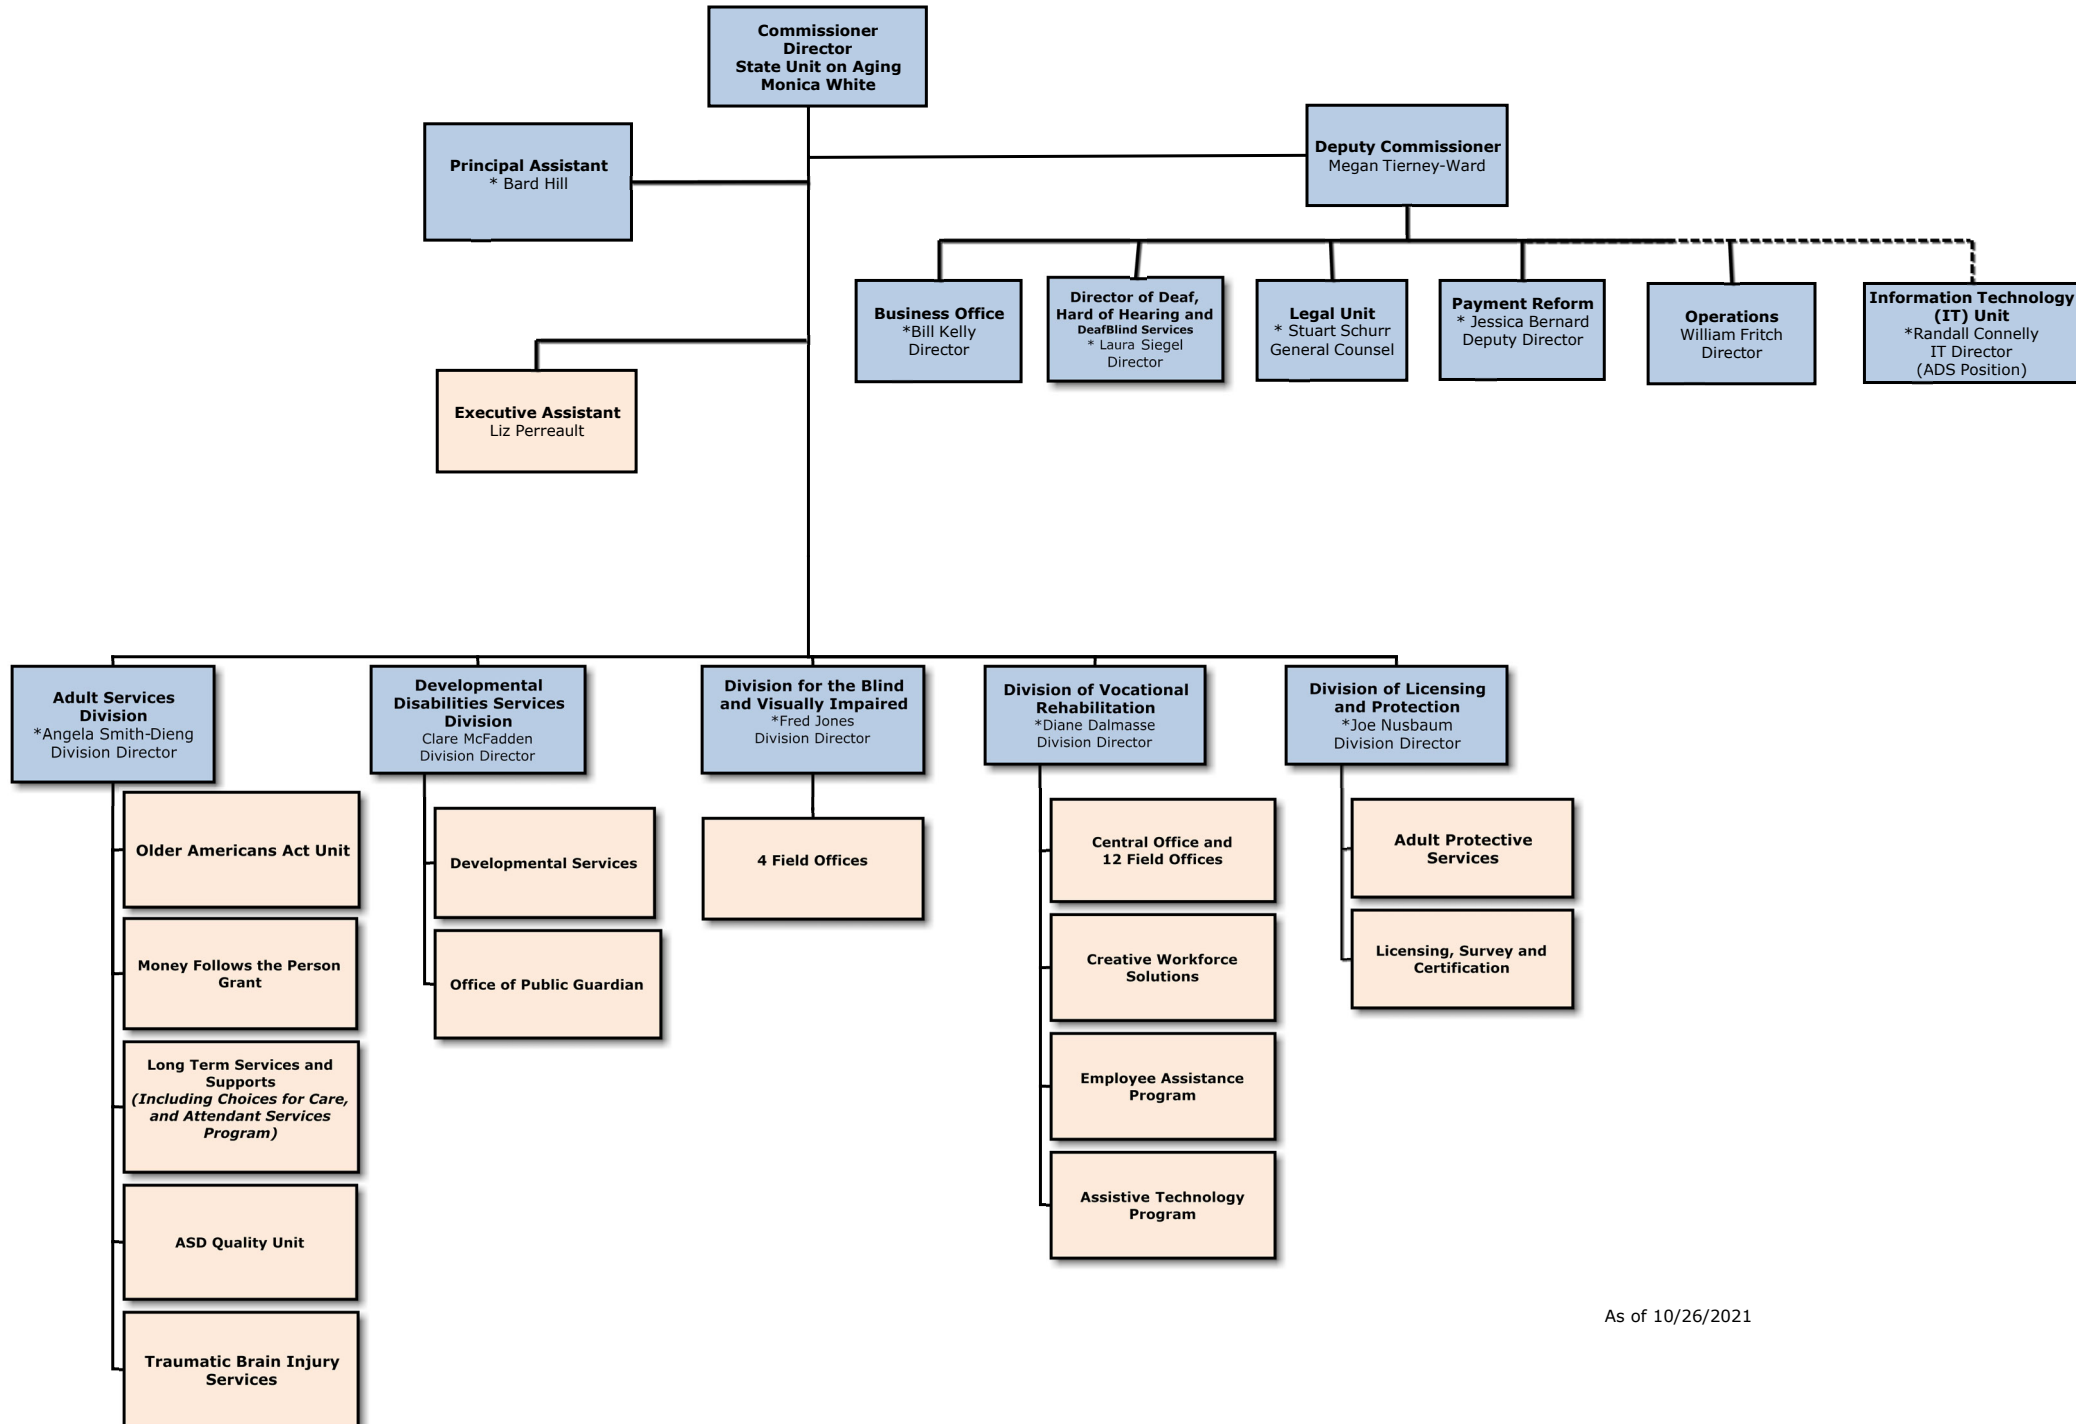 Commissioner
Director
State Unit on Aging
Monica White
Principal Assistant
* Bard Hill
Deputy Commissioner
Megan Tierney-Ward
Business Office
*Bill Kelly
Director
Director of Deaf,
Hard of Hearing and
DeafBlind Services
* Laura Siegel
Director
Legal Unit
* Stuart Schurr
General Counsel
Payment Reform
* Jessica Bernard
Deputy Director
Operations
William Fritch
Director
Information Technology
(IT) Unit
*Randall Connelly
IT Director
(ADS Position)
Executive Assistant
Liz Perreault
Adult Services
Division
*Angela Smith-Dieng
Division Director
Developmental
Disabilities Services
Division
Clare McFadden
Division Director
Division for the Blind
and Visually Impaired
*Fred Jones
Division Director
Division of Vocational
Rehabilitation
*Diane Dalmasse
Division Director
Division of Licensing
and Protection
*Joe Nusbaum
Division Director
Older Americans Act Unit
Money Follows the Person
Grant
Long Term Services and
Supports
(Including Choices for Care,
and Attendant Services
Program)
ASD Quality Unit
Traumatic Brain Injury
Services
Developmental Services
Office of Public Guardian
4 Field Offices
Central Office and
12 Field Offices
Creative Workforce
Solutions
Employee Assistance
Program
Assistive Technology
Program
Adult Protective
Services
Licensing, Survey and
Certification
As of 10/26/2021